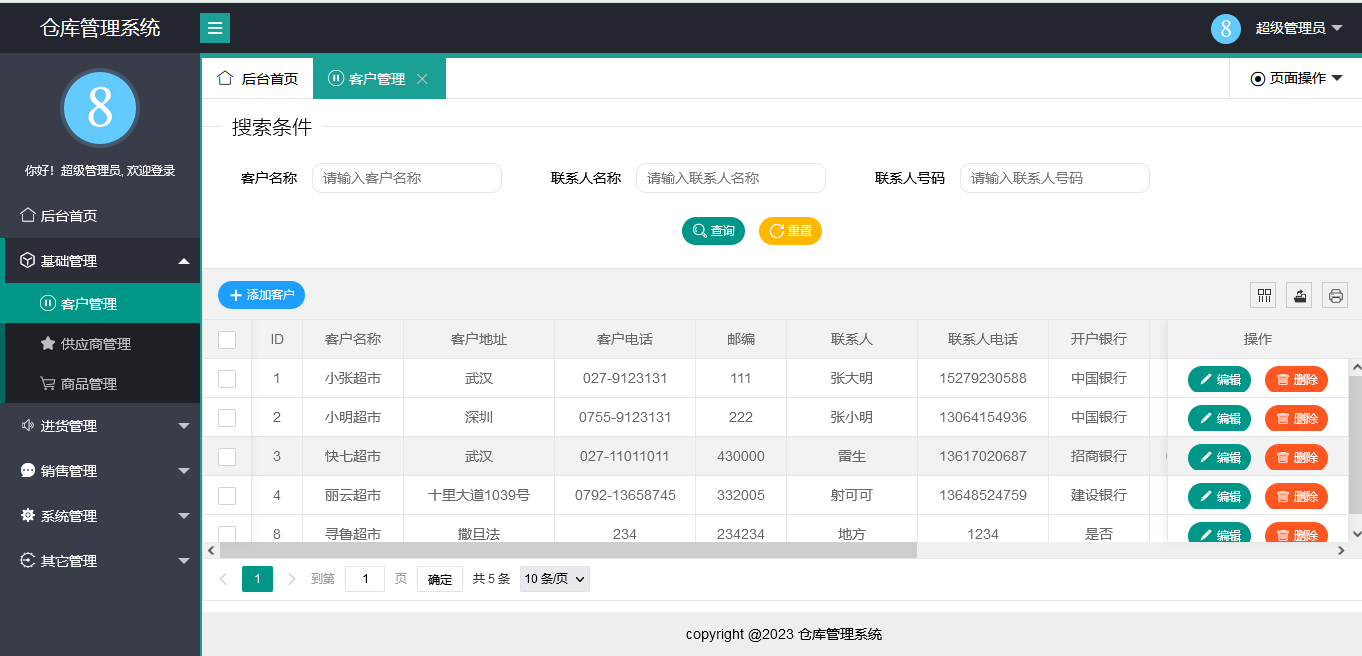 仓库管理系统
8 超级管理员
8
你好！超级管理员, 欢迎登录
后台首页
基础管理
客户管理
供应商管理
商品管理
进货管理
销售管理
系统管理
其它管理
后台首页 客户管理 页面操作
搜索条件
客户名称 请输入客户名称 联系人名称 请输入联系人名称 联系人号码 请输入联系人号码
查询 重置
添加客户
ID 客户名称 客户地址 客户电话 邮编 联系人 联系人电话 开户银行 操作
1 小张超市 武汉 027-9123131 111 张大明 15279230588 中国银行 编辑 删除
2 小明超市 深圳 0755-9123131 222 张小明 13064154936 中国银行 编辑 删除
3 快七超市 武汉 027-11011011 430000 雷生 13617020687 招商银行 编辑 删除
4 丽云超市 十里大道1039号 0792-13658745 332005 射可可 13648524759 建设银行 编辑 删除
8 寻鲁超市 撒旦法 234 234234 地方 1234 是否 编辑 删除
1 到第 1 页 确定 共 5 条 10 条/页
copyright @2023 仓库管理系统